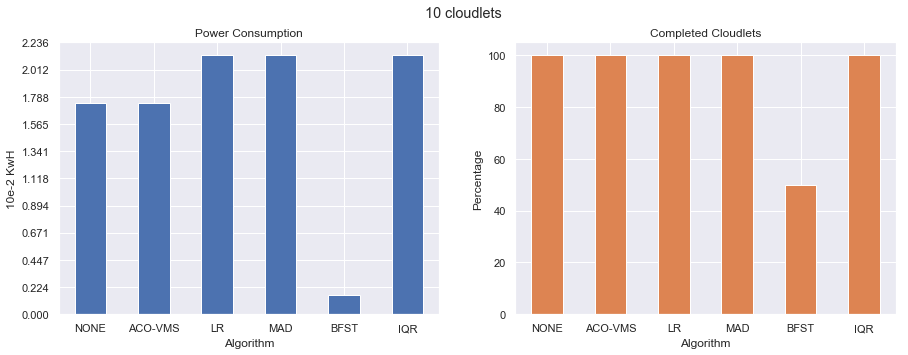 10 cloudlets
Power Consumption
2.236
2.012
1.788
1.565
1.341
1.118
0.894
0.671
0.447
0.224
0.000
10e-2 KwH
NONE ACO-VMS LR MAD BFST IQR
Algorithm
Completed Cloudlets
100
80
60
40
20
0
Percentage
NONE ACO-VMS LR MAD BFST IQR
Algorithm